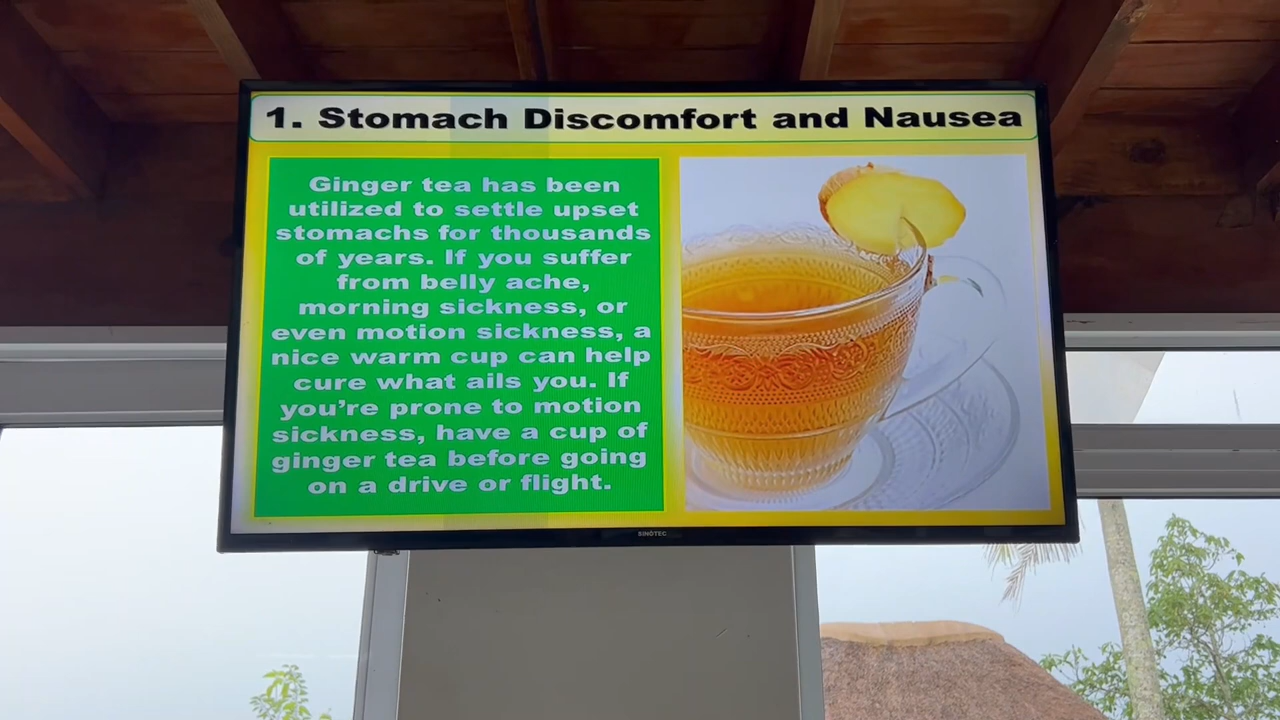 1. Stomach Discomfort and Nausea
Ginger tea has been
utilized to settle upset
stomachs for thousands
of years. If you suffer
from belly ache,
morning sickness, or
even motion sickness, a
nice warm cup can help
cure what ails you. If
you’re prone to motion
sickness, have a cup of
ginger tea before going
on a drive or flight.
SINOTEC